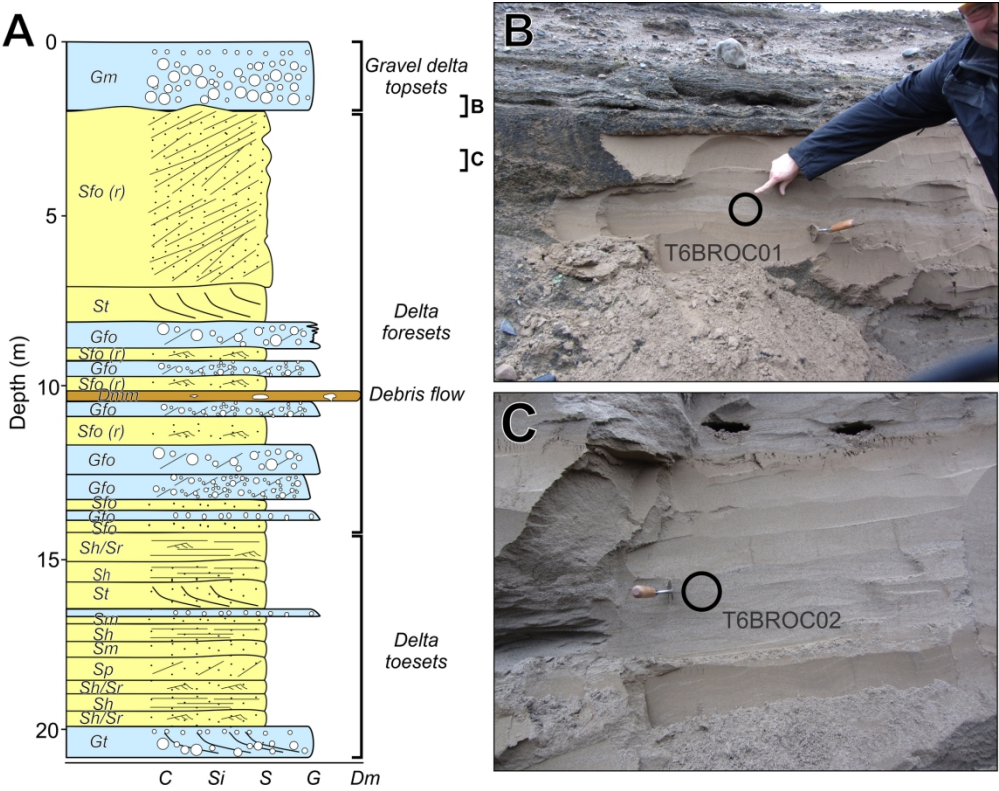 A
0
Gm
Gravel delta
topsets
B
C
Sfo (r)
5
St
Delta
foresets
Gfo
Sfo (r)
Gfo
Sfo (r)
10
Dmm
Debris flow
Gfo
Sfo (r)
Gfo
Gfo
Sfo
Gfo
Sfo
Sh/Sr
15
Sh
St
Sm
Sh
Sm
Delta
toesets
Sp
Sh/Sr
Sh
Sh/Sr
20
Gt
Depth (m)
C Si S G Dm
B
T6BROC01
C
T6BROC02